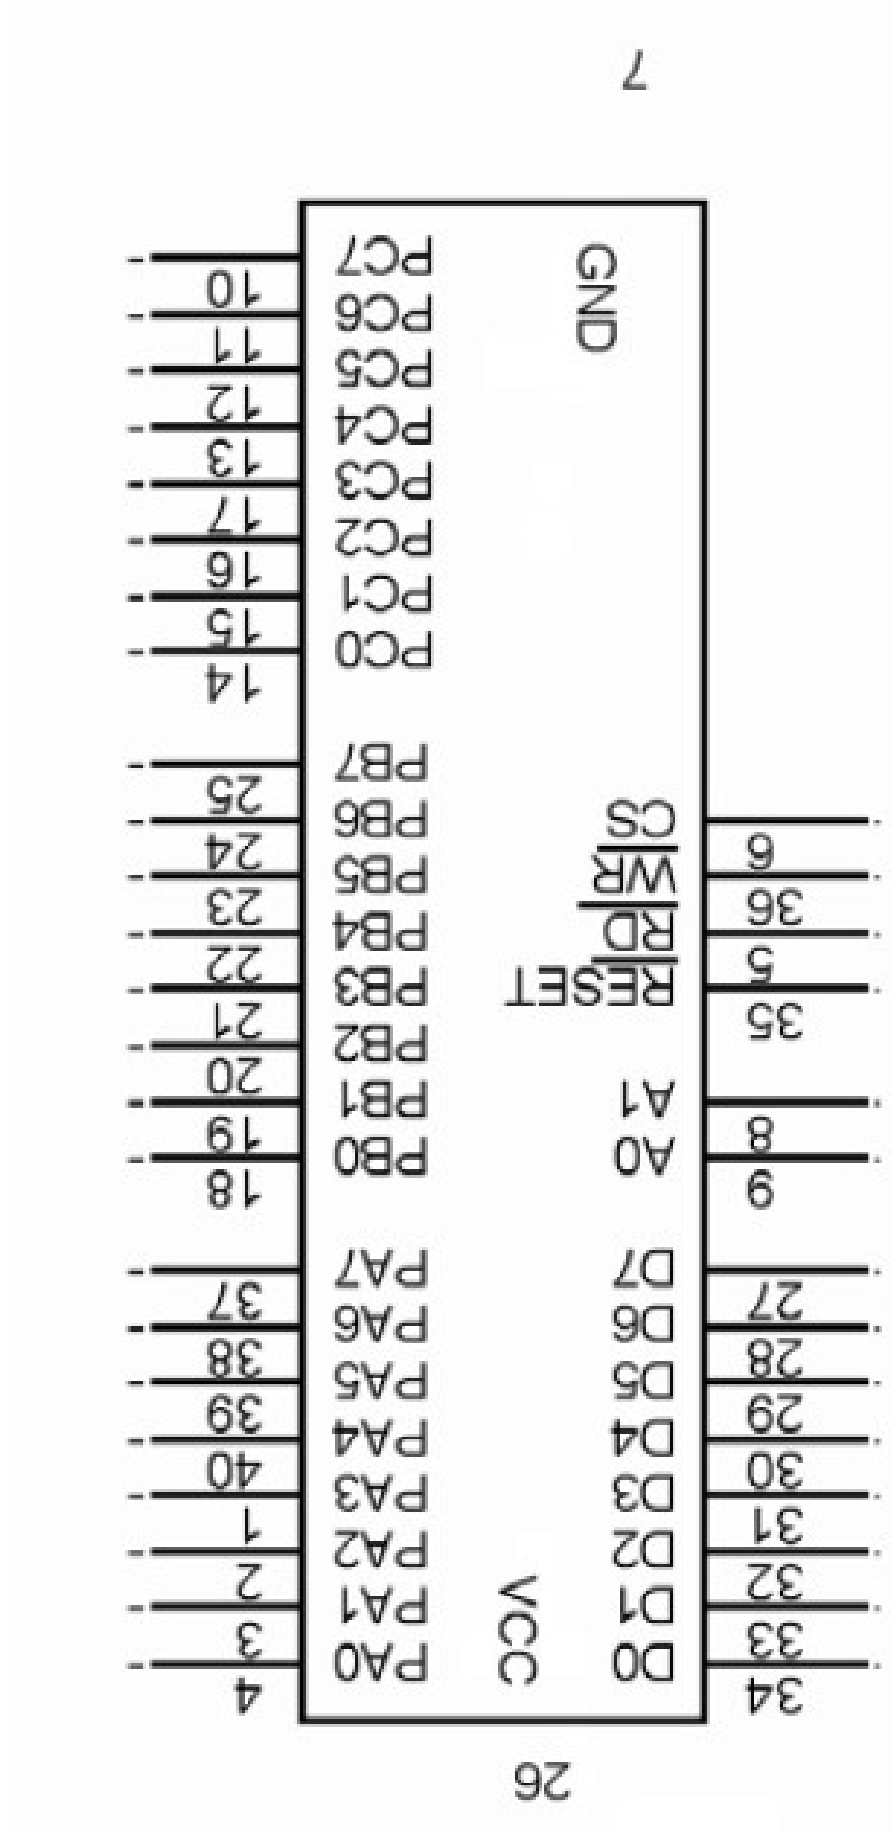 26
34 D0 VCC PA0 4
33 D1 PA1 3
32 D2 PA2 2
31 D3 PA3 1
30 D4 PA4 40
29 D5 PA5 39
28 D6 PA6 38
27 D7 PA7 37
9 A0 PB0 18
8 A1 PB1 19
PB2 20
35 RESET PB3 21
5 R̅D̅ PB4 22
36 W̅R̅ PB5 23
6 C̅S̅ PB6 24
PB7 25
PC0 14
PC1 15
PC2 16
PC3 17
PC4 13
PC5 12
PC6 11
GND PC7 10
7